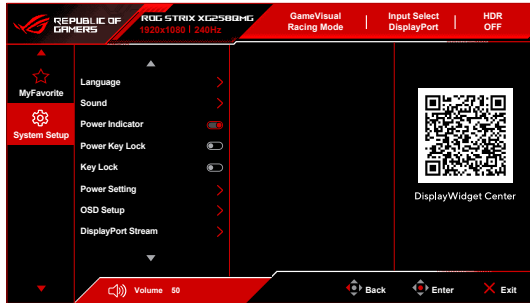 REPUBLIC OF
GAMERS
ROG STRIX XG258QMG
1920x1080 | 240Hz
GameVisual
Racing Mode
Input Select
DisplayPort
HDR
OFF
MyFavorite
System Setup
Language
Sound
Power Indicator
Power Key Lock
Key Lock
Power Setting
OSD Setup
DisplayPort Stream
DisplayWidget Center
Volume 50
Back
Enter
Exit